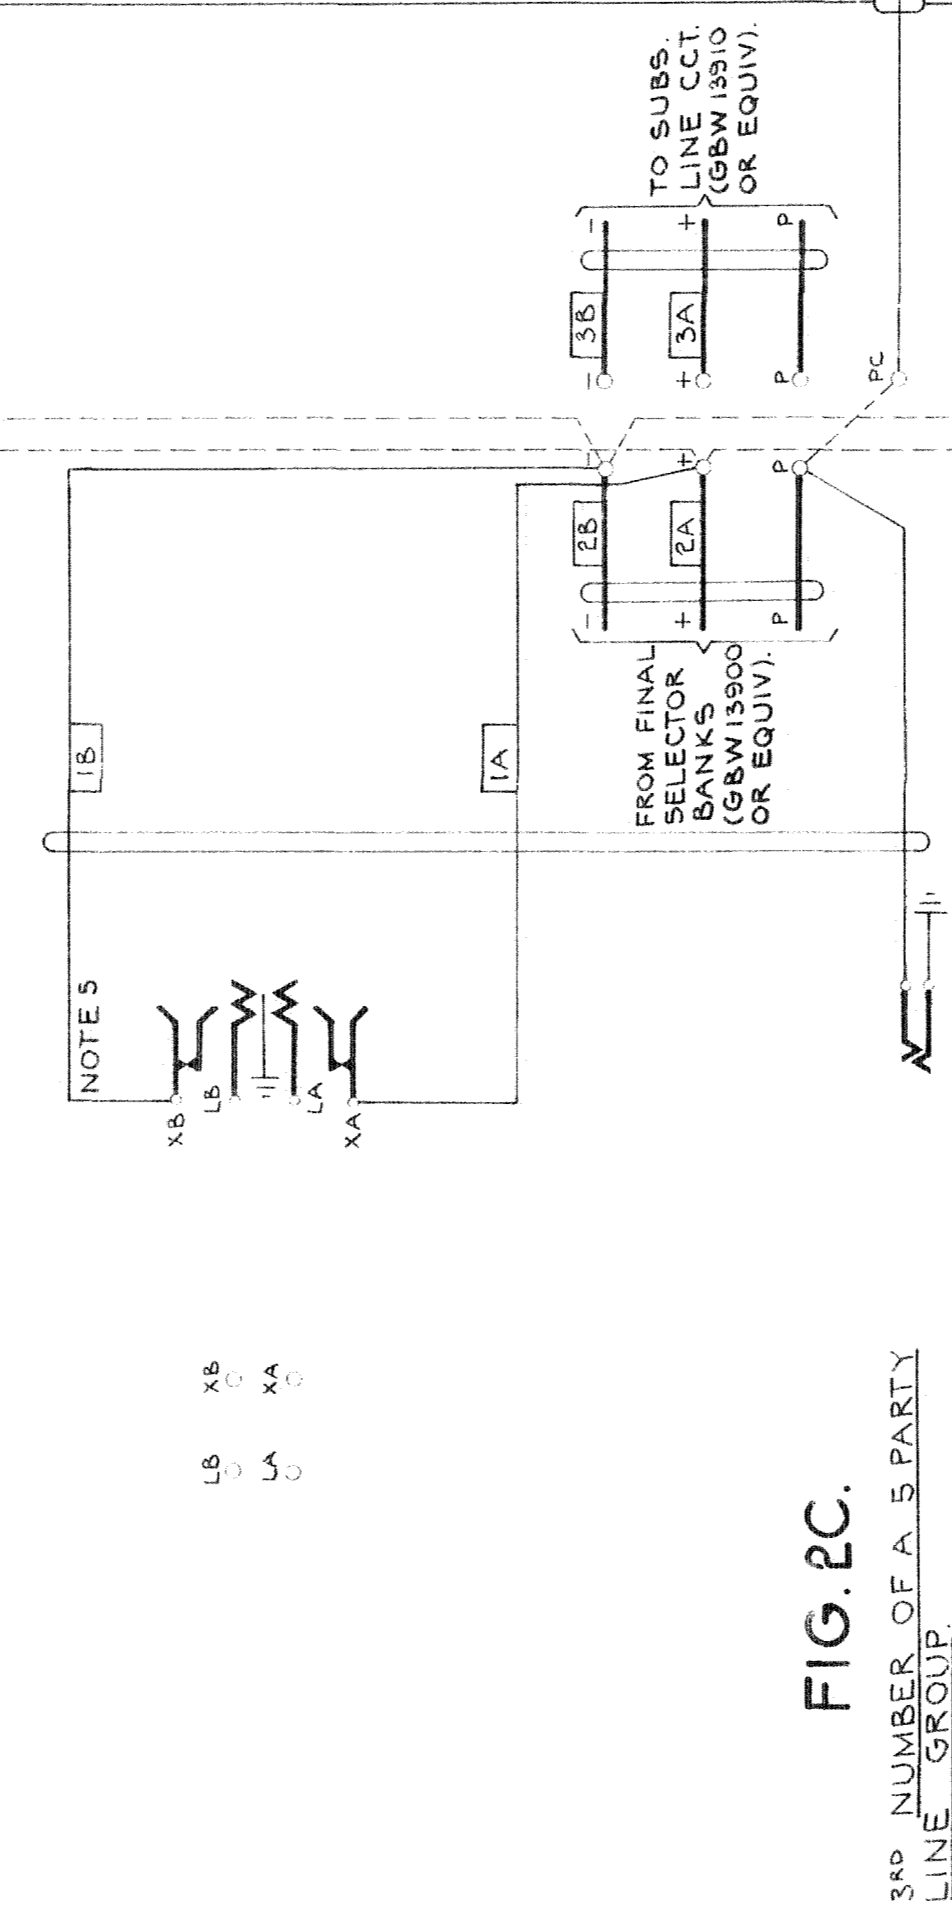 NOTE 5
XB
LB
LA
XA
1B
1A
FROM FINAL
SELECTOR
BANKS
(GBW 13900
OR EQUIV).
-
+
P
2B
2A
-
+
P
-
+
P
PC
3B
3A
-
+
P
TO SUBS.
LINE CCT.
(GBW 13910
OR EQUIV).
LB
XB
LA
XA
FIG. 2C.
3RD NUMBER OF A 5 PARTY
LINE GROUP.